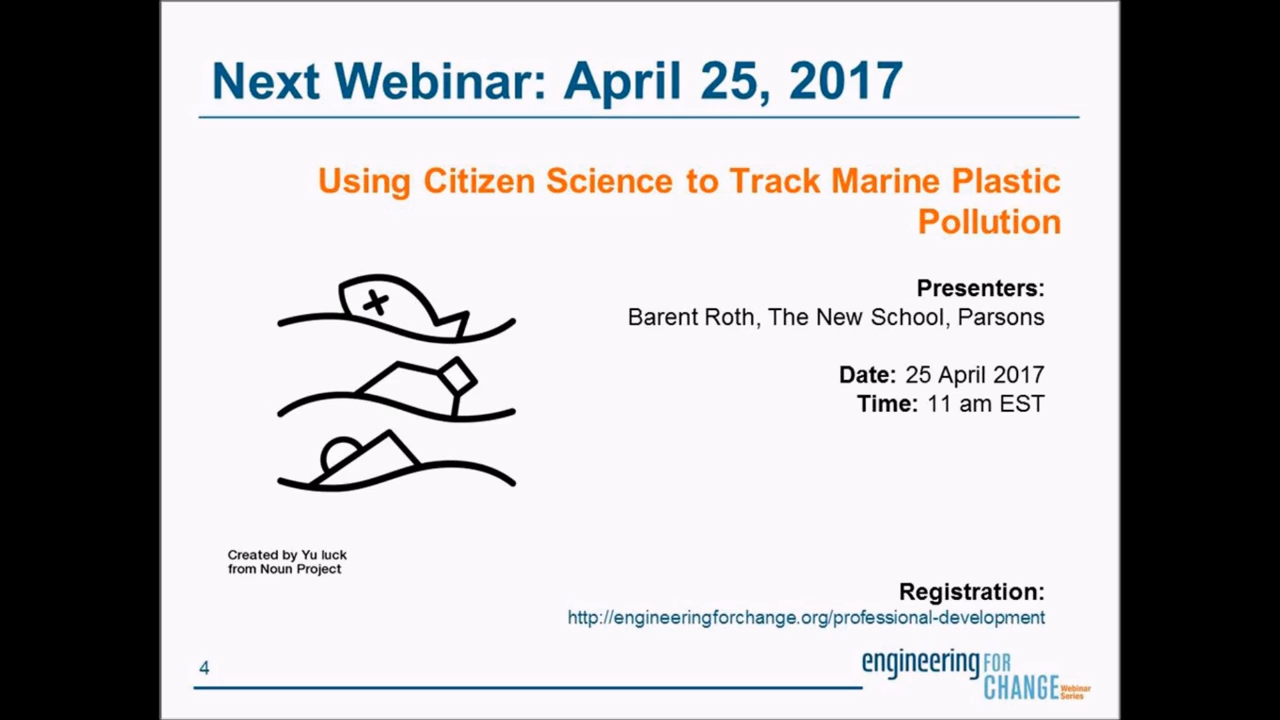 Next Webinar: April 25, 2017
Using Citizen Science to Track Marine Plastic
Pollution
Presenters:
Barent Roth, The New School, Parsons
Date: 25 April 2017
Time: 11 am EST
Created by Yu luck
from Noun Project
Registration:
http://engineeringforchange.org/professional-development
4
engineering FOR
CHANGE Webinar
Series